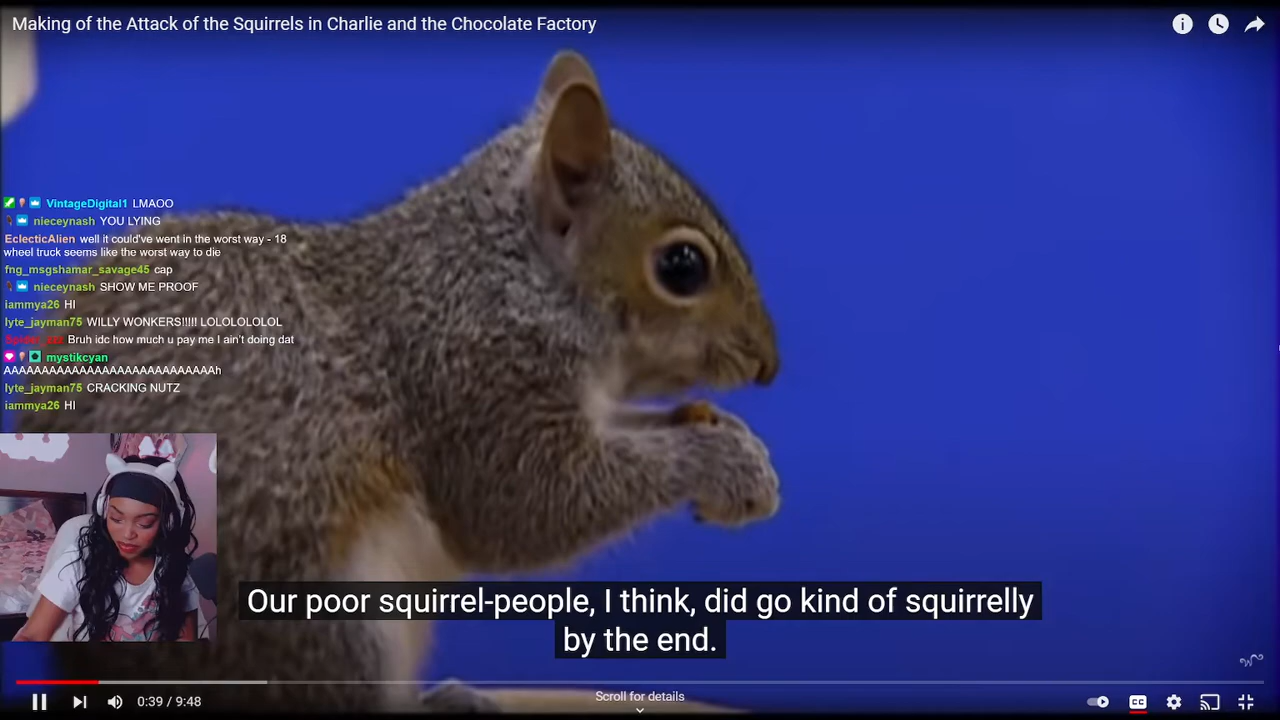 Making of the Attack of the Squirrels in Charlie and the Chocolate Factory
VintageDigital1 LMAOO
nieceynash YOU LYING
EclecticAlien well it could've went in the worst way - 18
wheel truck seems like the worst way to die
fng_msgshamar_savage45 cap
nieceynash SHOW ME PROOF
iammya26 HI
lyte_jayman75 WILLY WONKERS!!!!! LOLOLOLOLOL
Bruh idc how much u pay me I ain't doing dat
mystikcyan
AAAAAAAAAAAAAAAAAAAAAAAAAAAh
lyte_jayman75 CRACKING NUTZ
iammya26 HI
Our poor squirrel-people, I think, did go kind of squirrelly
by the end.
Scroll for details
0:39 / 9:48
CC